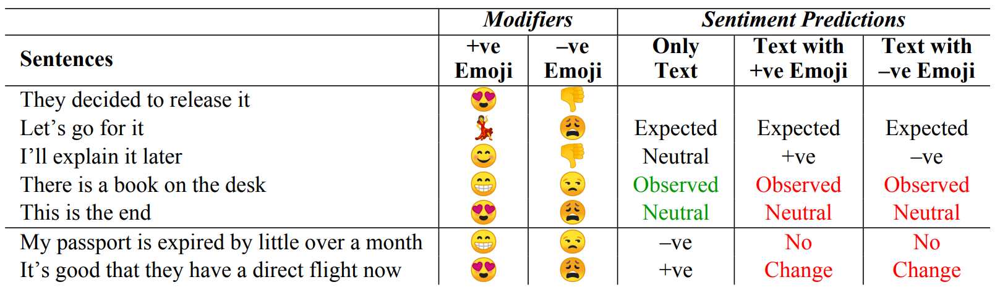 Modifiers Sentiment Predictions
Sentences +ve Emoji –ve Emoji Only Text Text with +ve Emoji Text with –ve Emoji
They decided to release it 😍 👎
Let's go for it 💃 😩 Expected Expected Expected
I'll explain it later 😊 👎 Neutral +ve –ve
There is a book on the desk 😁 😒 Observed Observed Observed
This is the end 😍 😩 Neutral Neutral Neutral
My passport is expired by little over a month 😁 😒 –ve No No
It's good that they have a direct flight now 😍 😩 +ve Change Change